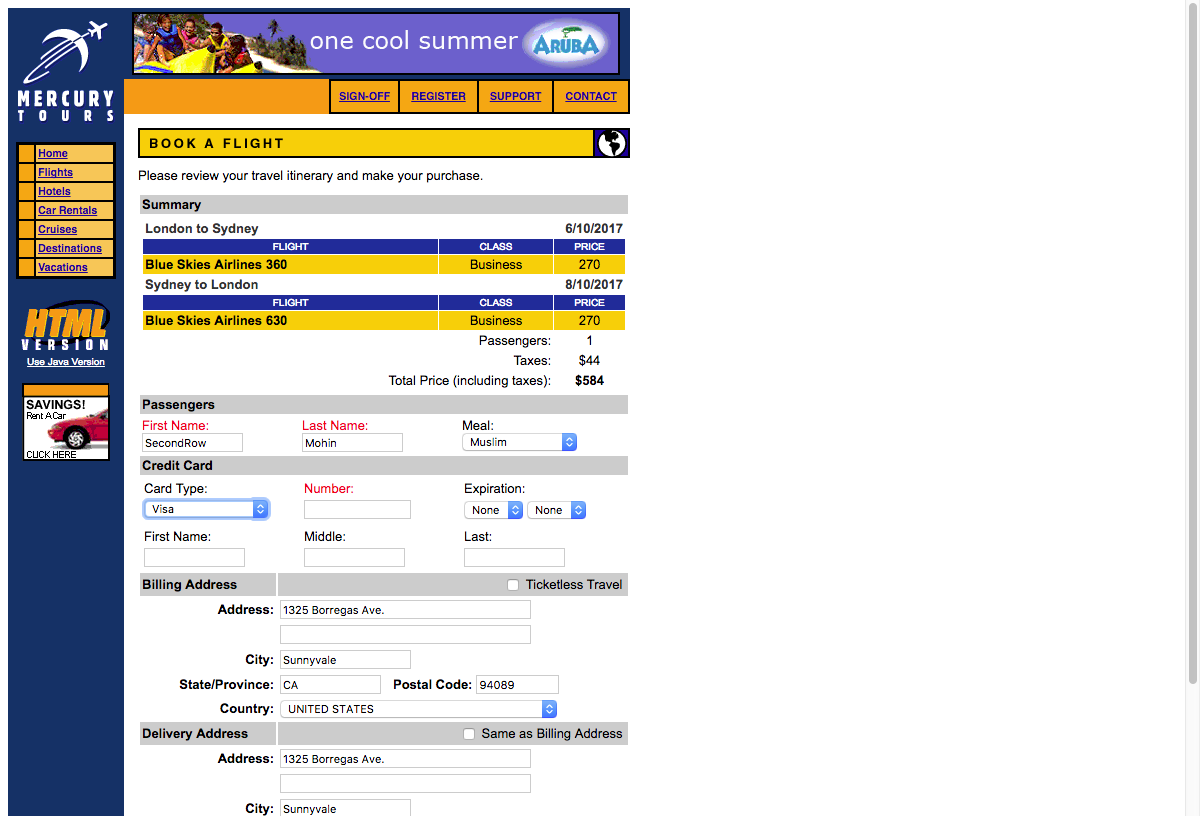 one cool summer ARUBA
MERCURY
TOURS
SIGN-OFF REGISTER SUPPORT CONTACT
Home
Flights
Hotels
Car Rentals
Cruises
Destinations
Vacations
HTML
VERSION
Use Java Version
SAVINGS!
Rent A Car
CLICK HERE
BOOK A FLIGHT
Please review your travel itinerary and make your purchase.
Summary
London to Sydney 6/10/2017
FLIGHT CLASS PRICE
Blue Skies Airlines 360 Business 270
Sydney to London 8/10/2017
FLIGHT CLASS PRICE
Blue Skies Airlines 630 Business 270
Passengers: 1
Taxes: $44
Total Price (including taxes): $584
Passengers
First Name: Last Name: Meal:
SecondRow Mohin Muslim
Credit Card
Card Type: Number: Expiration:
Visa None None
First Name: Middle: Last:
Billing Address Ticketless Travel
Address: 1325 Borregas Ave.
City: Sunnyvale
State/Province: CA Postal Code: 94089
Country: UNITED STATES
Delivery Address Same as Billing Address
Address: 1325 Borregas Ave.
City: Sunnyvale